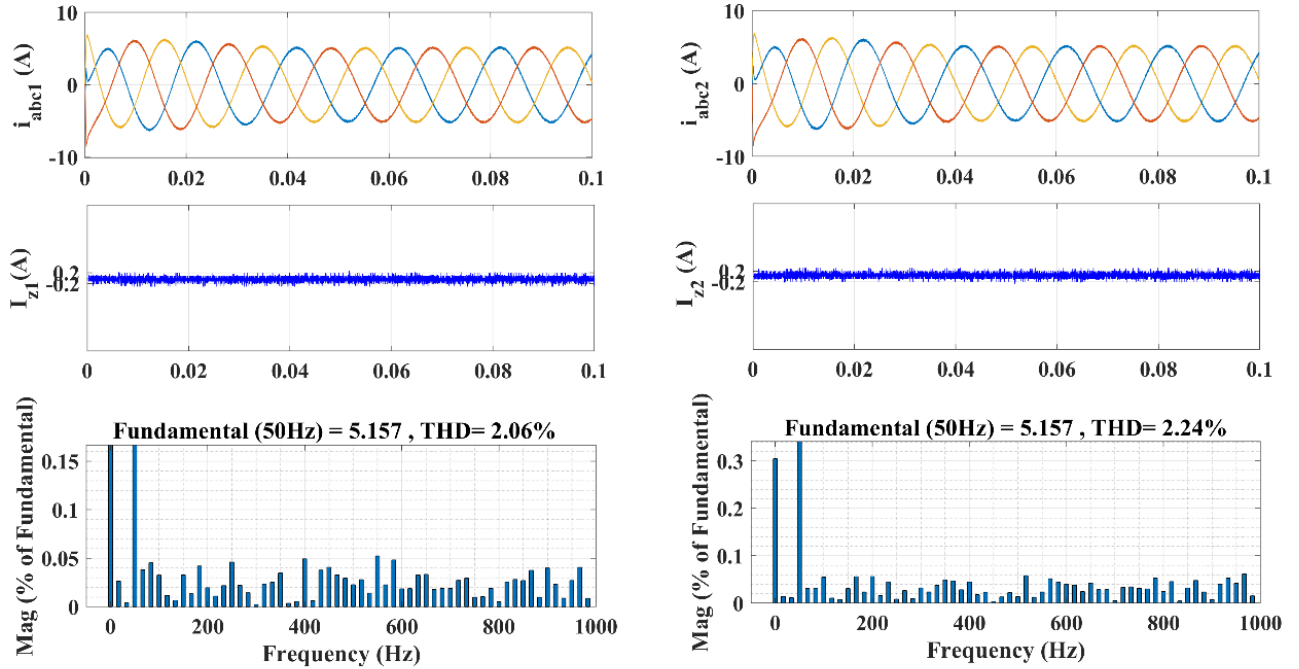 10
0
-10
i_abc1 (A)
0 0.02 0.04 0.06 0.08 0.1
0.2
-0.2
I_z1(A)
0 0.02 0.04 0.06 0.08 0.1
Fundamental (50Hz) = 5.157 , THD= 2.06%
0.15
0.1
0.05
0
Mag (% of Fundamental)
0 200 400 600 800 1000
Frequency (Hz)
10
0
-10
i_abc2 (A)
0 0.02 0.04 0.06 0.08 0.1
0.2
-0.2
I_z2 (A)
0 0.02 0.04 0.06 0.08 0.1
Fundamental (50Hz) = 5.157 , THD= 2.24%
0.3
0.2
0.1
0
Mag (% of Fundamental)
0 200 400 600 800 1000
Frequency (Hz)